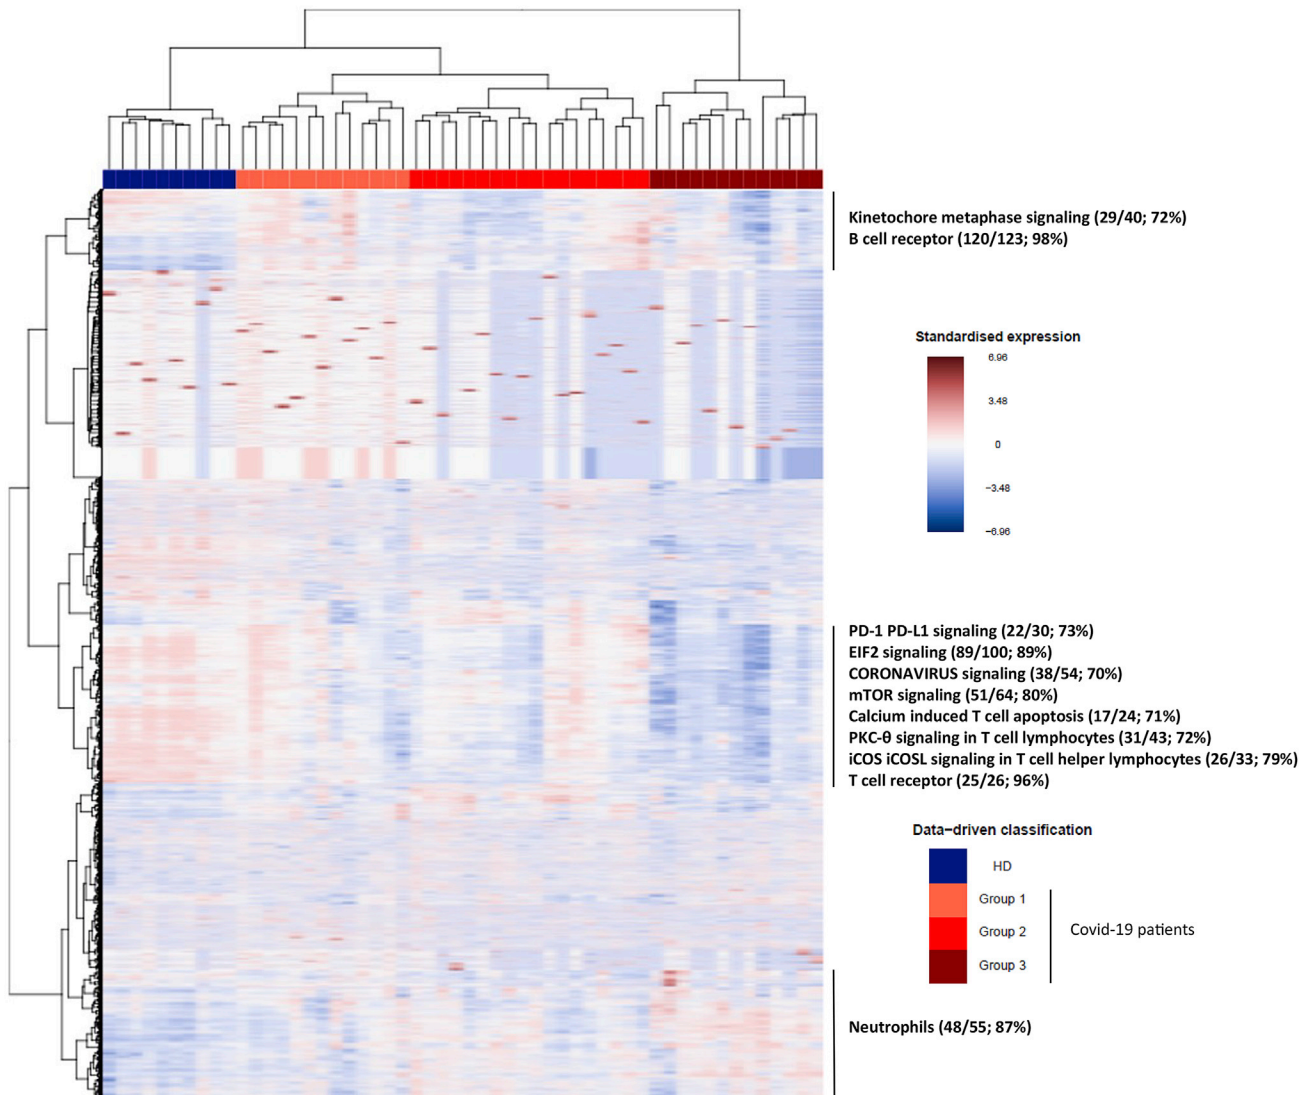 Kinetochore metaphase signaling (29/40; 72%)
B cell receptor (120/123; 98%)
Standardised expression
6.96
3.48
0
−3.48
−6.96
PD-1 PD-L1 signaling (22/30; 73%)
EIF2 signaling (89/100; 89%)
CORONAVIRUS signaling (38/54; 70%)
mTOR signaling (51/64; 80%)
Calcium induced T cell apoptosis (17/24; 71%)
PKC-θ signaling in T cell lymphocytes (31/43; 72%)
iCOS iCOSL signaling in T cell helper lymphocytes (26/33; 79%)
T cell receptor (25/26; 96%)
Data−driven classification
HD
Group 1
Group 2
Covid-19 patients
Group 3
Neutrophils (48/55; 87%)